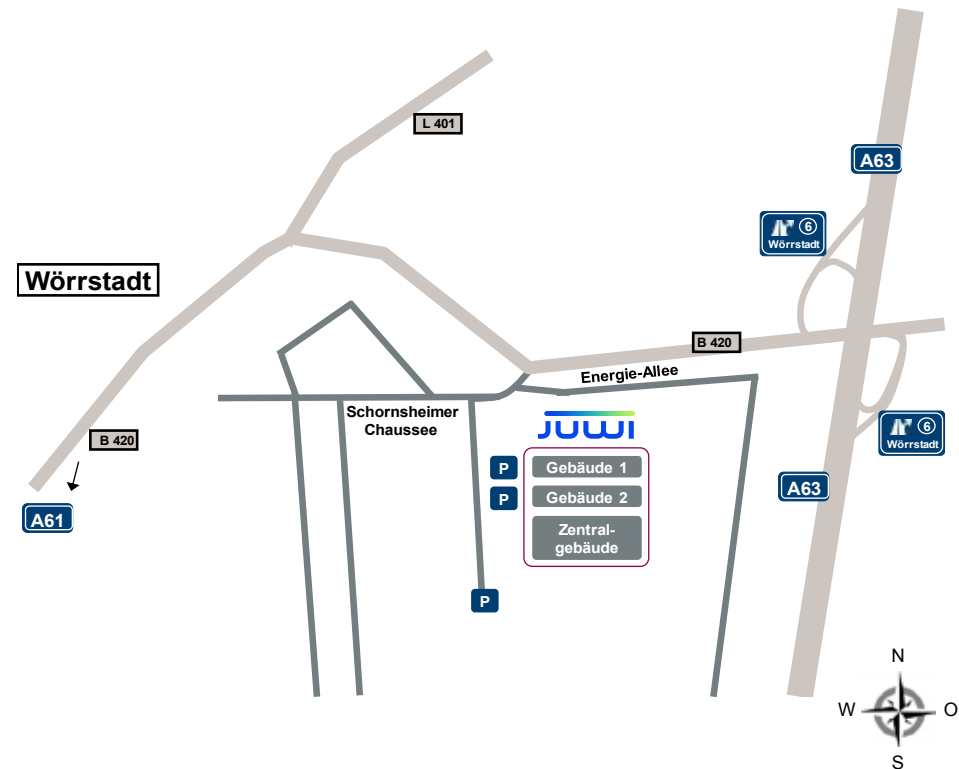 L 401
A63
6
Wörrstadt
Wörrstadt
B 420
Energie-Allee
Schornsheimer
Chaussee
JUWI
6
Wörrstadt
B 420
P
Gebäude 1
P
Gebäude 2
A63
A61
Zentral-
gebäude
P
N
W
O
S